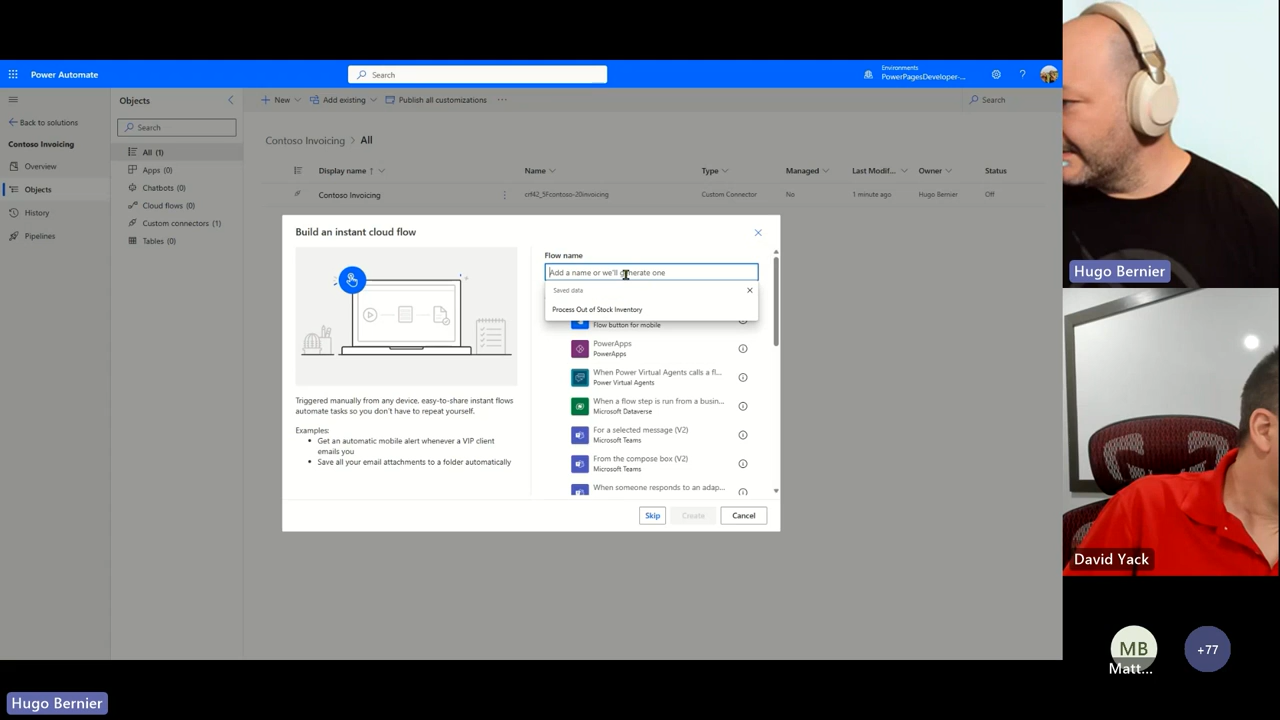 Power Automate
Search
Environments
PowerPagesDeveloper-...
Back to solutions
Contoso Invoicing
Overview
Objects
History
Pipelines
Objects
Search
All (1)
Apps (0)
Chatbots (0)
Cloud flows (0)
Custom connectors (1)
Tables (0)
New
Add existing
Publish all customizations
Search
Contoso Invoicing > All
Display name ↑
Name
Type
Managed
Last Modif...
Owner
Status
Contoso Invoicing
crf42_5Fcontoso-20invoicing
Custom Connector
No
1 minute ago
Hugo Bernier
Off
Build an instant cloud flow
Triggered manually from any device, easy-to-share instant flows
automate tasks so you don't have to repeat yourself.
Examples:
Get an automatic mobile alert whenever a VIP client
emails you
Save all your email attachments to a folder automatically
Flow name
Add a name or we'll generate one
Saved data
Process Out of Stock Inventory
Flow button for mobile
PowerApps
PowerApps
When Power Virtual Agents calls a fl...
Power Virtual Agents
When a flow step is run from a busin...
Microsoft Dataverse
For a selected message (V2)
Microsoft Teams
From the compose box (V2)
Microsoft Teams
When someone responds to an adap...
Skip
Create
Cancel
Hugo Bernier
David Yack
MB
Matt...
+77
Hugo Bernier